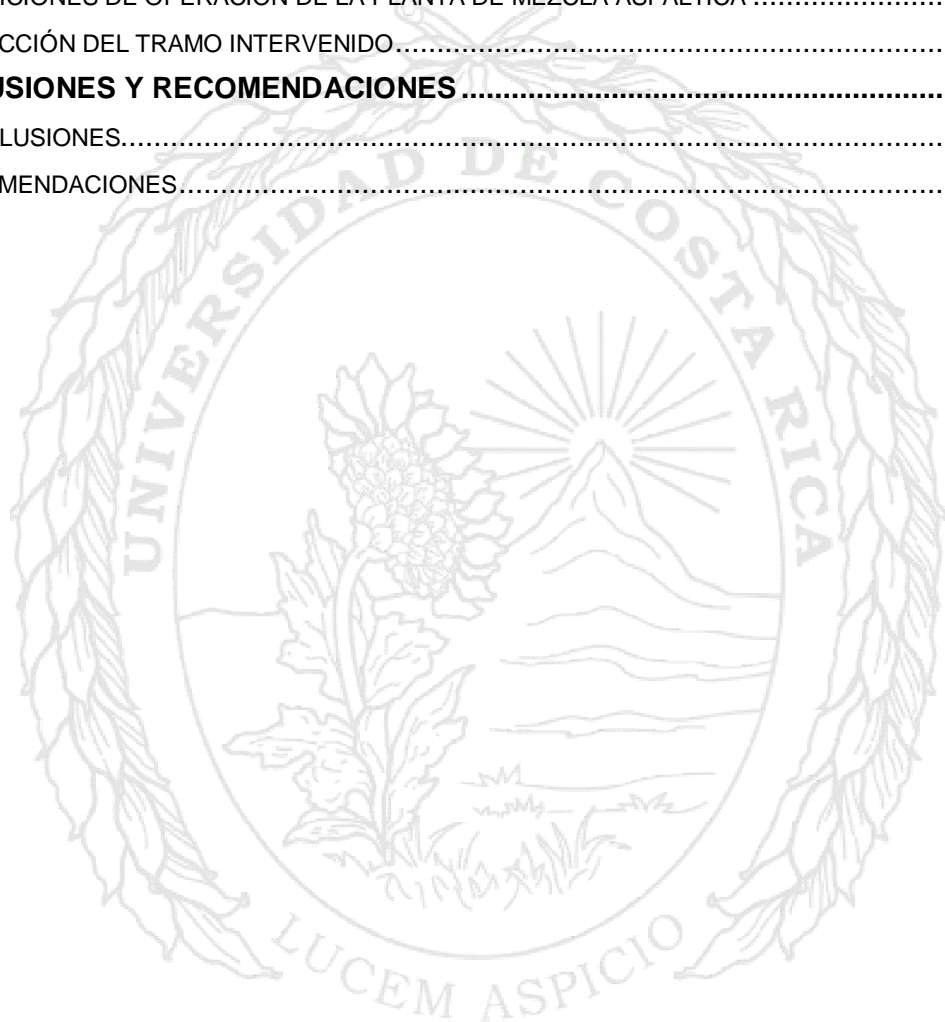 ICIONES DE OPERACIÓN DE LA PLANTA DE MEZCLA ASFÁLTICA
CCIÓN DEL TRAMO INTERVENIDO
USIONES Y RECOMENDACIONES
LUSIONES
MENDACIONES
UNIVERSIDAD DE COSTA RICA
LUCEM ASPICIO